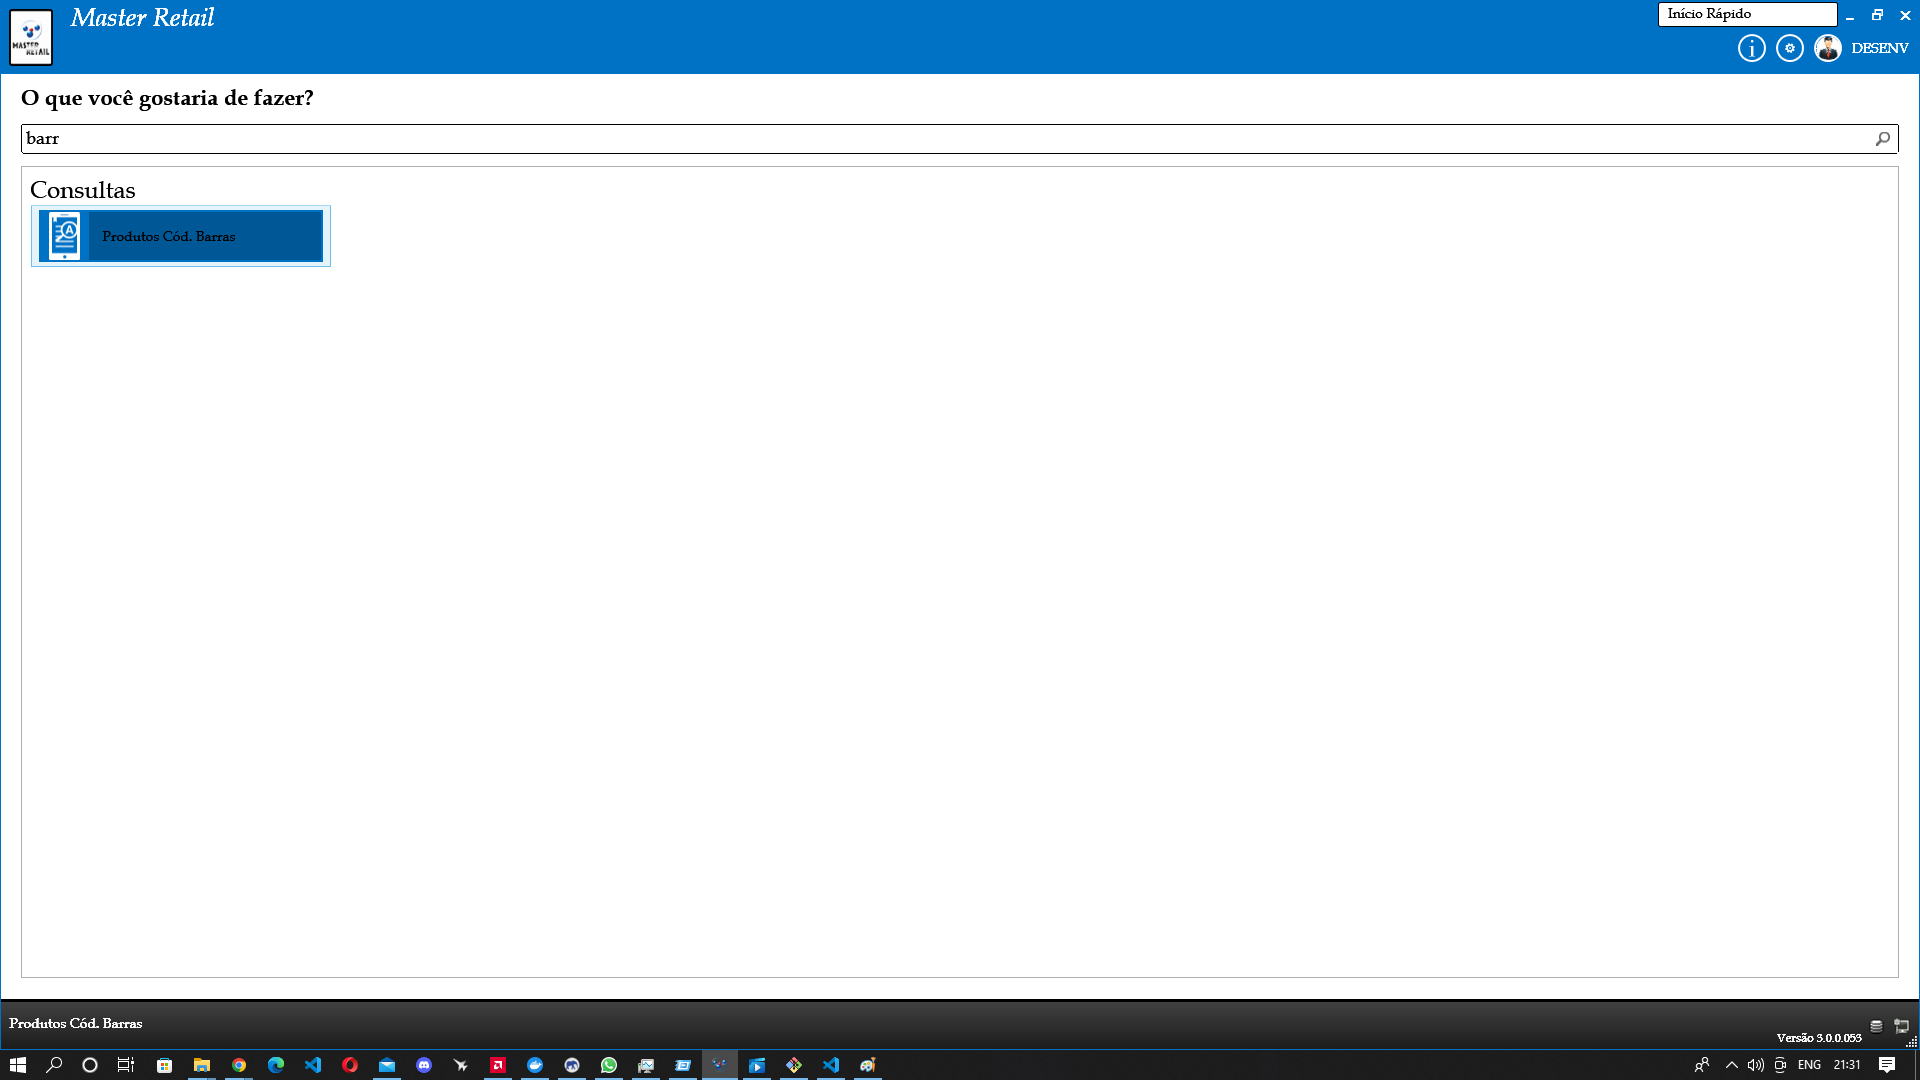 Master Retail
MASTER
RETAIL
Início Rápido
DESENV
O que você gostaria de fazer?
barr
Consultas
Produtos Cód. Barras
Produtos Cód. Barras
Versão 3.0.0.053
ENG
21:31